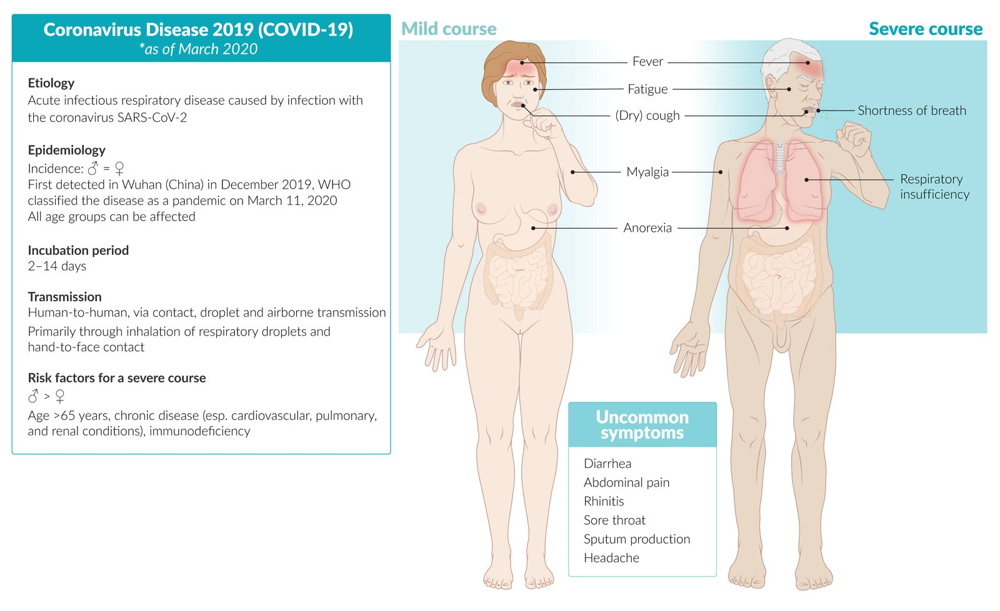 Coronavirus Disease 2019 (COVID-19)
*as of March 2020
Etiology
Acute infectious respiratory disease caused by infection with
the coronavirus SARS-CoV-2
Epidemiology
Incidence: ♂ = ♀
First detected in Wuhan (China) in December 2019, WHO
classified the disease as a pandemic on March 11, 2020
All age groups can be affected
Incubation period
2–14 days
Transmission
Human-to-human, via contact, droplet and airborne transmission
Primarily through inhalation of respiratory droplets and
hand-to-face contact
Risk factors for a severe course
♂ > ♀
Age >65 years, chronic disease (esp. cardiovascular, pulmonary,
and renal conditions), immunodeficiency
Mild course
Severe course
Fever
Fatigue
(Dry) cough
Shortness of breath
Myalgia
Respiratory
insufficiency
Anorexia
Uncommon
symptoms
Diarrhea
Abdominal pain
Rhinitis
Sore throat
Sputum production
Headache